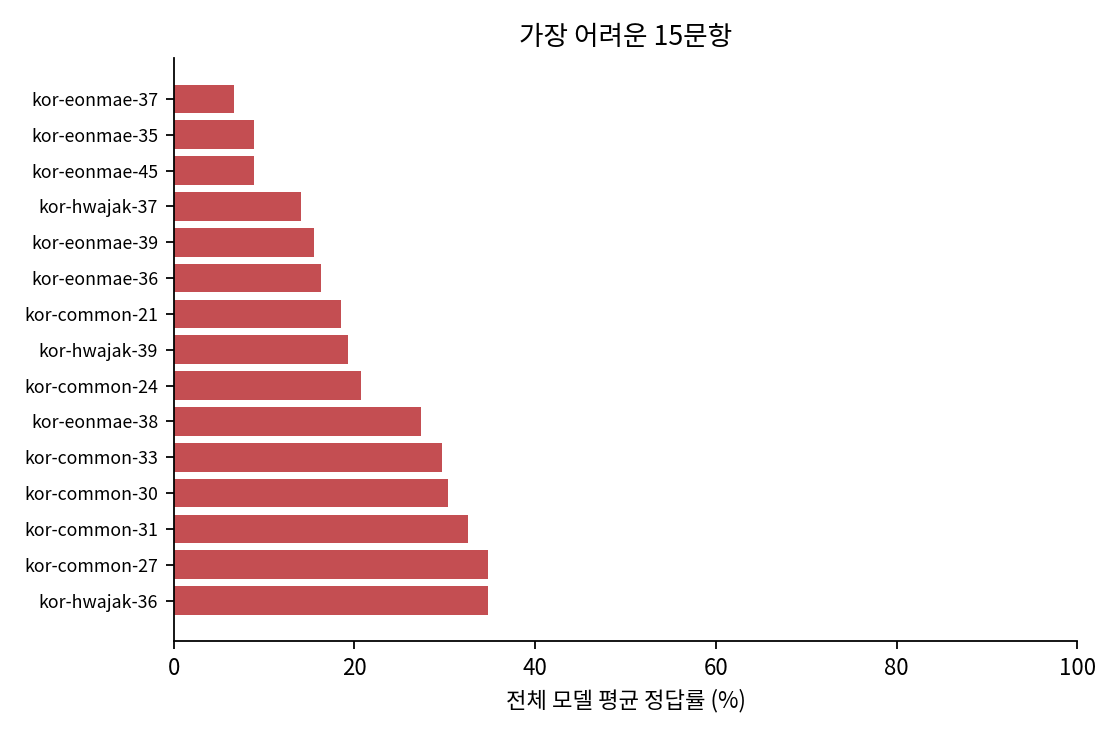 가장 어려운 15문항
kor-eonmae-37
kor-eonmae-35
kor-eonmae-45
kor-hwajak-37
kor-eonmae-39
kor-eonmae-36
kor-common-21
kor-hwajak-39
kor-common-24
kor-eonmae-38
kor-common-33
kor-common-30
kor-common-31
kor-common-27
kor-hwajak-36
0 20 40 60 80 100
전체 모델 평균 정답률 (%)